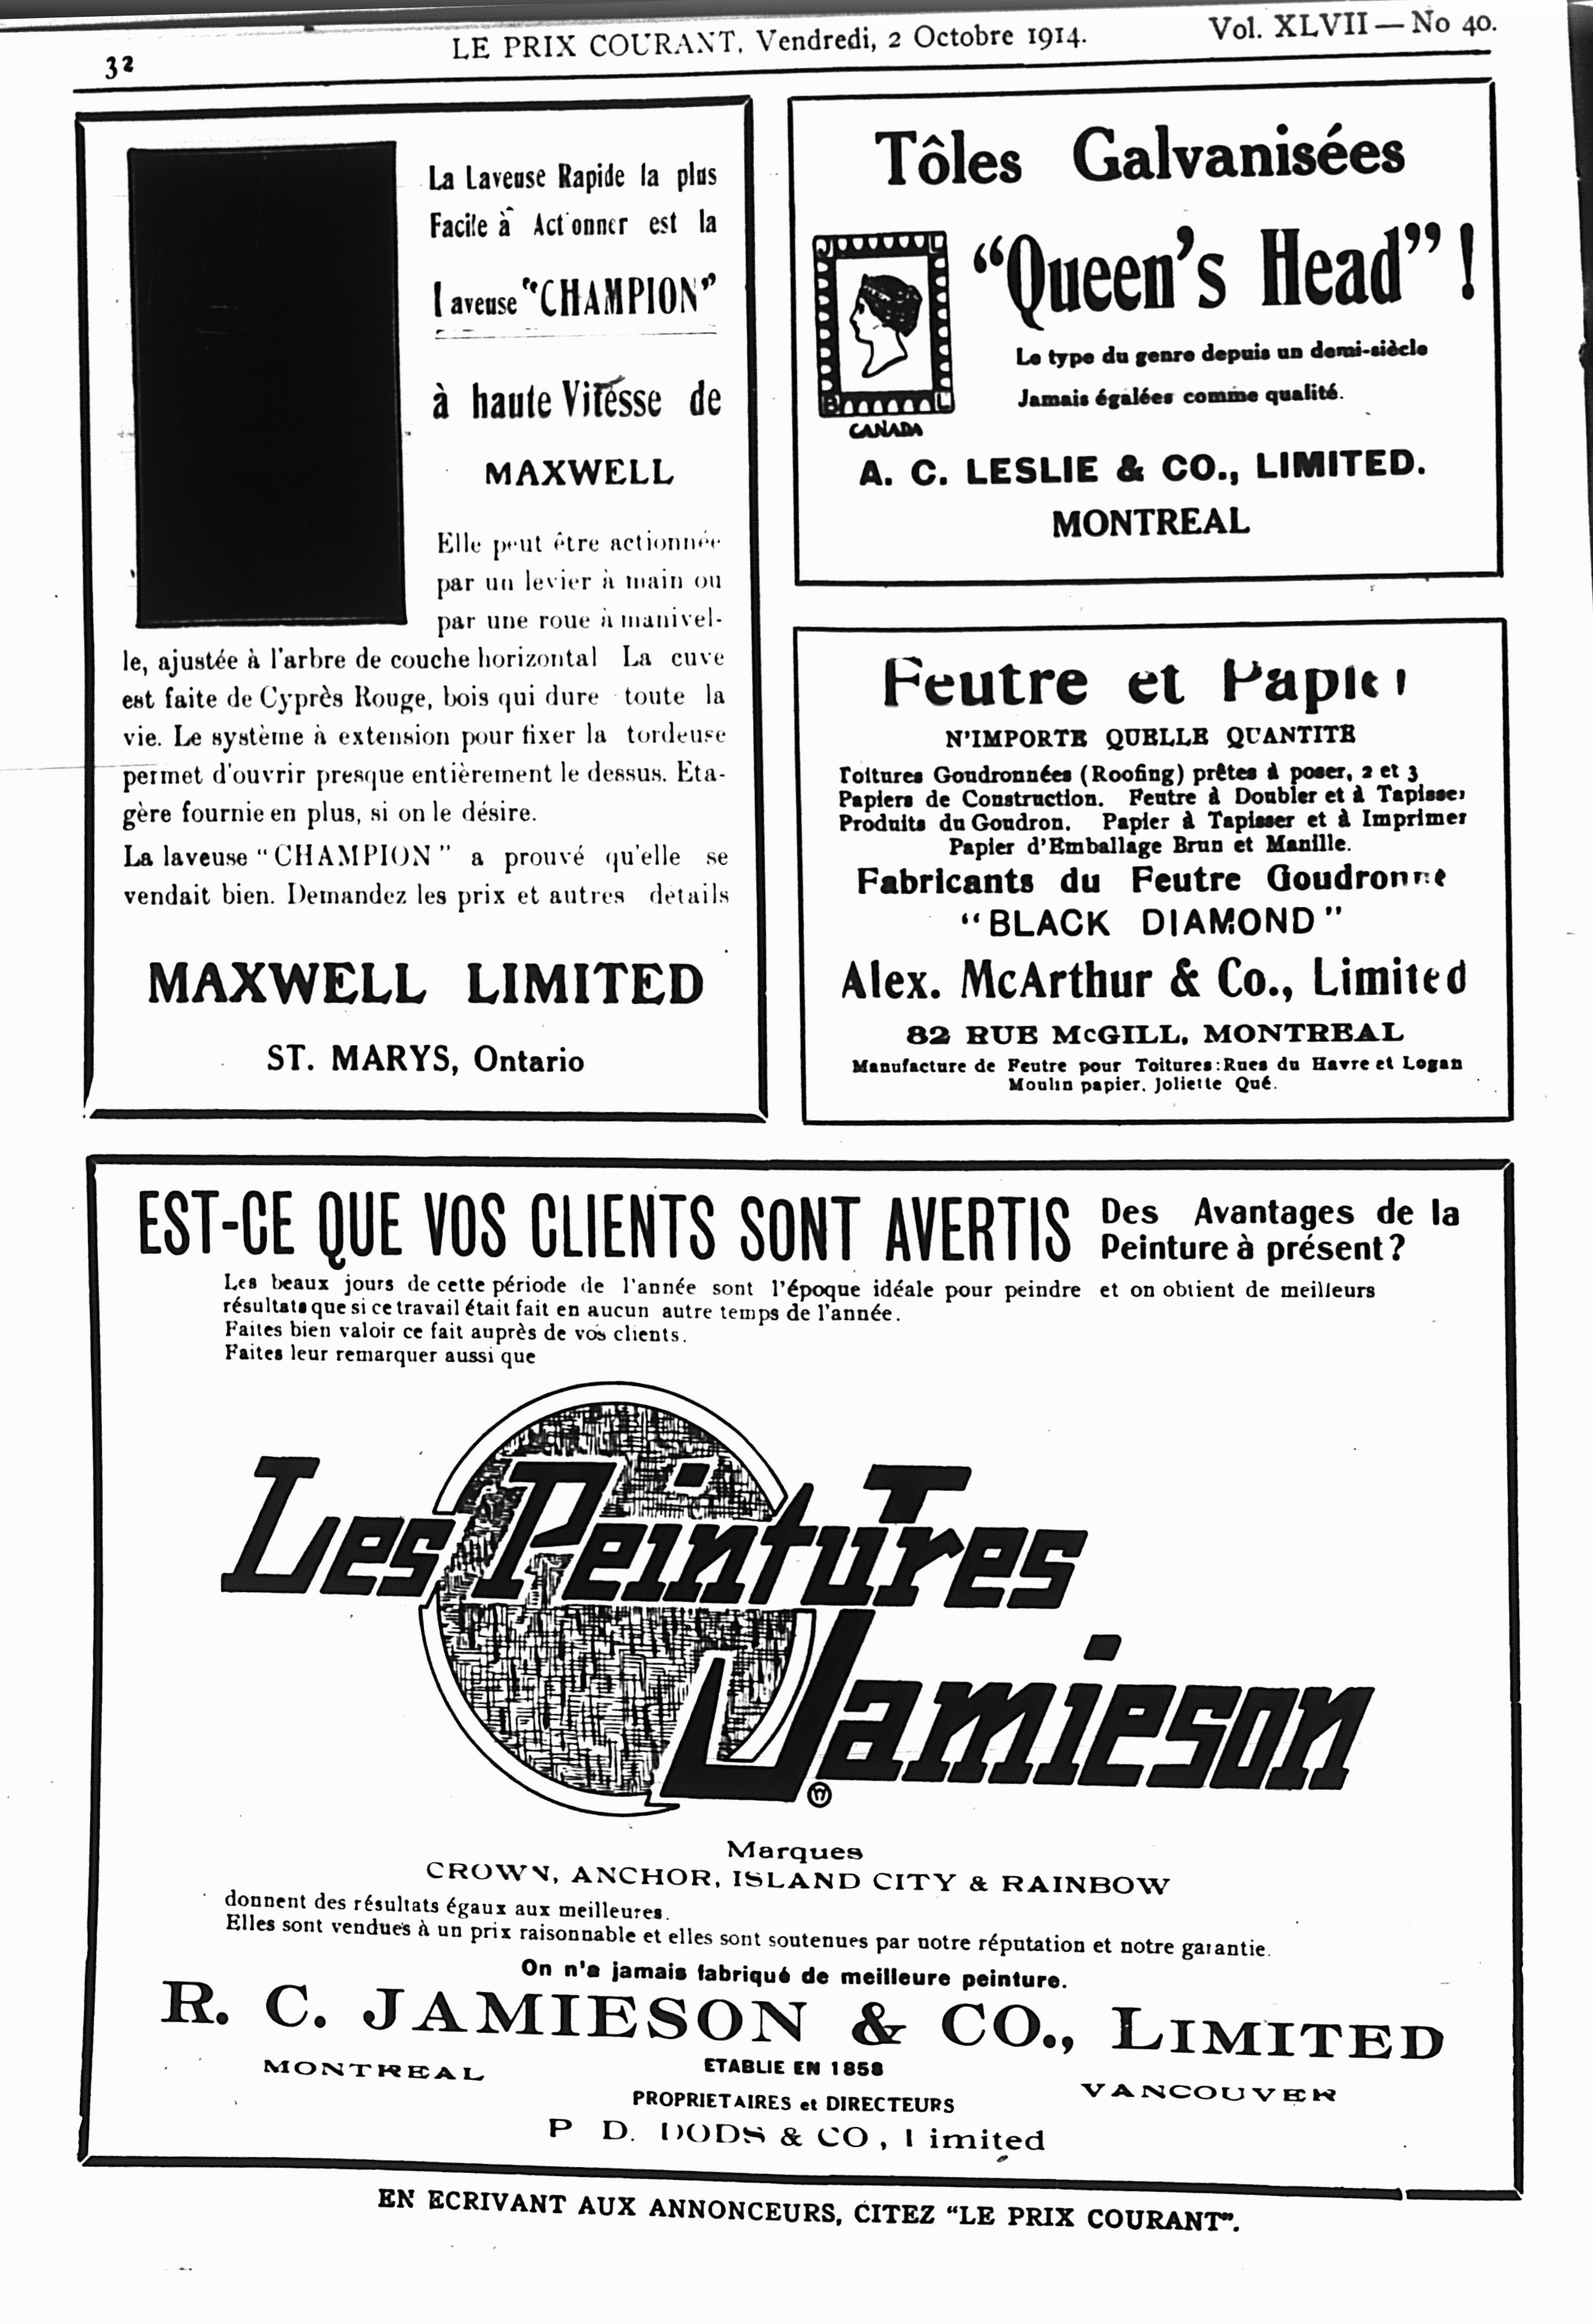 32
LE PRIX COURANT, Vendredi, 2 Octobre 1914.
Vol. XLVII — No 40.
La Laveuse Rapide la plus
Facile à Act onner est la
laveuse "CHAMPION"
à haute Vitesse de
MAXWELL
Elle peut être actionnée
par un levier à main ou
par une roue à manivel-
le, ajustée à l'arbre de couche horizontal La cuve
est faite de Cyprès Rouge, bois qui dure toute la
vie. Le système à extension pour fixer la tordeuse
permet d'ouvrir presque entièrement le dessus. Eta-
gère fournie en plus, si on le désire.
La laveuse "CHAMPION" a prouvé qu'elle se
vendait bien. Demandez les prix et autres détails
MAXWELL LIMITED
ST. MARYS, Ontario
Tôles Galvanisées
"Queen's Head" !
Le type du genre depuis un demi-siècle
Jamais égalées comme qualité.
B L
CANADA
A. C. LESLIE & CO., LIMITED.
MONTREAL
Feutre et Papier
N'IMPORTE QUELLE QUANTITE
Toitures Goudronnées (Roofing) prêtes à poser, 2 et 3
Papiers de Construction. Feutre à Doubler et à Tapisser
Produits du Goudron. Papier à Tapisser et à Imprimer
Papier d'Emballage Brun et Manille.
Fabricants du Feutre Goudronné
"BLACK DIAMOND"
Alex. McArthur & Co., Limited
82 RUE McGILL, MONTREAL
Manufacture de Feutre pour Toitures: Rues du Havre et Logan
Moulin papier, Joliette Qué.
EST-CE QUE VOS CLIENTS SONT AVERTIS
Des Avantages de la
Peinture à présent?
Les beaux jours de cette période de l'année sont l'époque idéale pour peindre et on obtient de meilleurs
résultats que si ce travail était fait en aucun autre temps de l'année.
Faites bien valoir ce fait auprès de vos clients.
Faites leur remarquer aussi que
Les Peintures
Jamieson
Marques
CROWN, ANCHOR, ISLAND CITY & RAINBOW
donnent des résultats égaux aux meilleures.
Elles sont vendues à un prix raisonnable et elles sont soutenues par notre réputation et notre garantie.
On n'a jamais fabriqué de meilleure peinture.
R. C. JAMIESON & CO., LIMITED
MONTREAL
ETABLIE EN 1858
VANCOUVER
PROPRIETAIRES et DIRECTEURS
P D. DODS & CO, Limited
EN ECRIVANT AUX ANNONCEURS, CITEZ "LE PRIX COURANT".